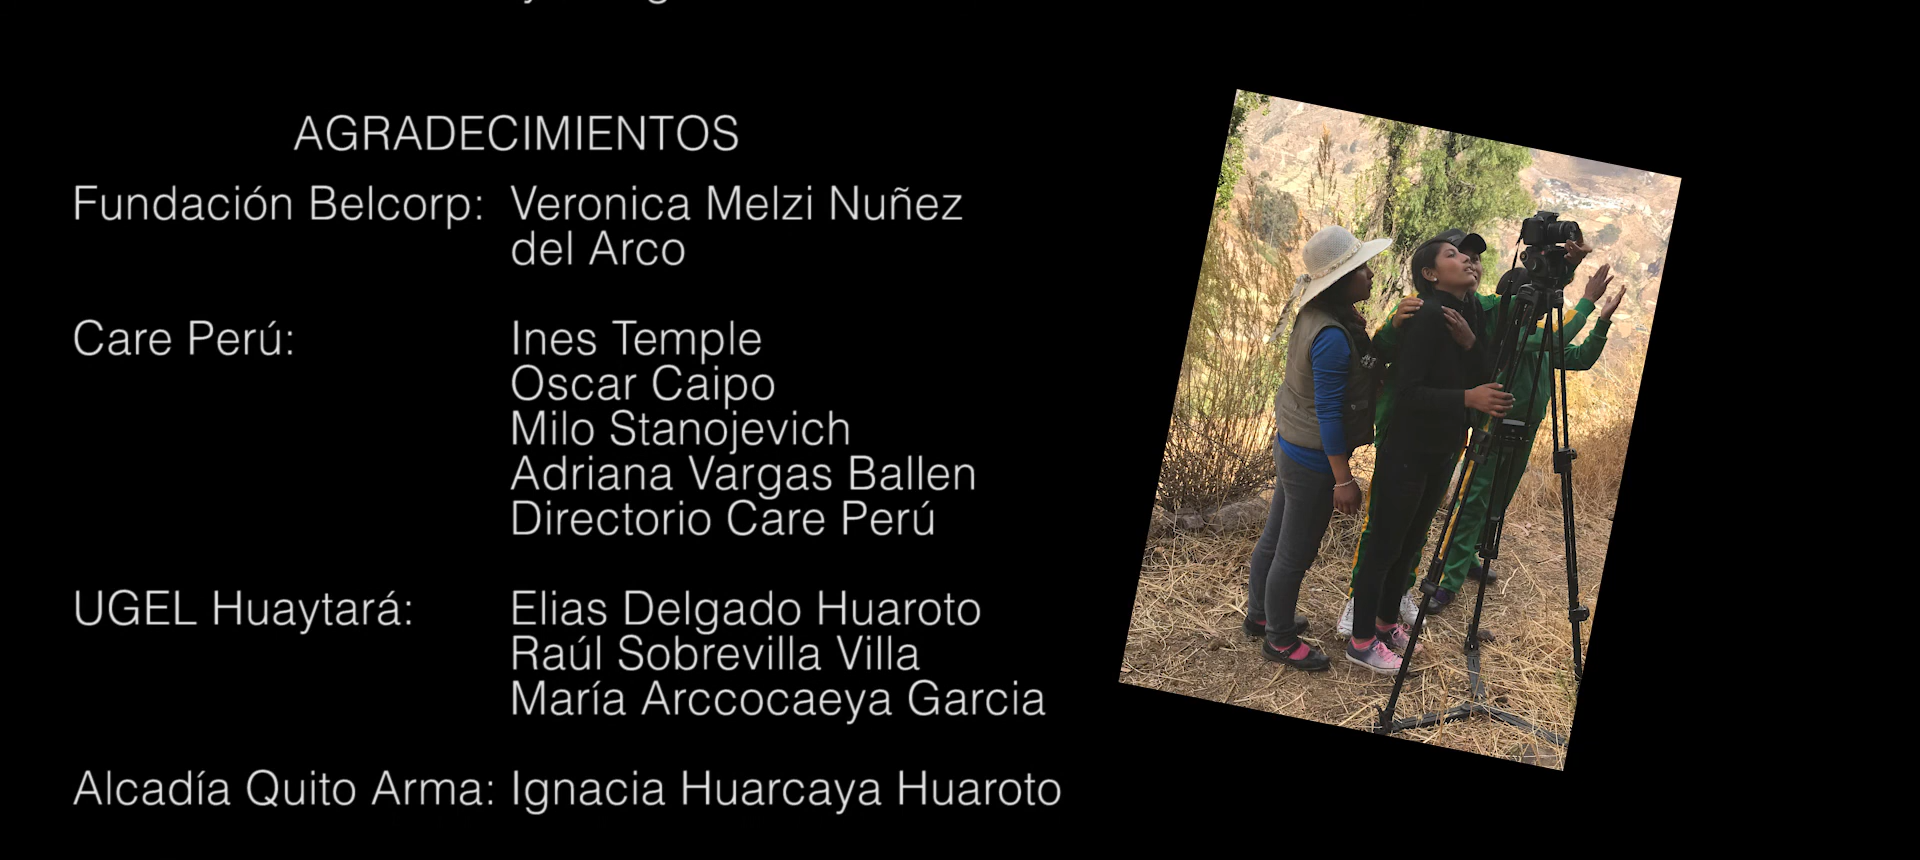 AGRADECIMIENTOS
Fundación Belcorp: Veronica Melzi Nuñez
del Arco
Care Perú: Ines Temple
Oscar Caipo
Milo Stanojevich
Adriana Vargas Ballen
Directorio Care Perú
UGEL Huaytará: Elias Delgado Huaroto
Raúl Sobrevilla Villa
María Arccocaeya Garcia
Alcadía Quito Arma: Ignacia Huarcaya Huaroto